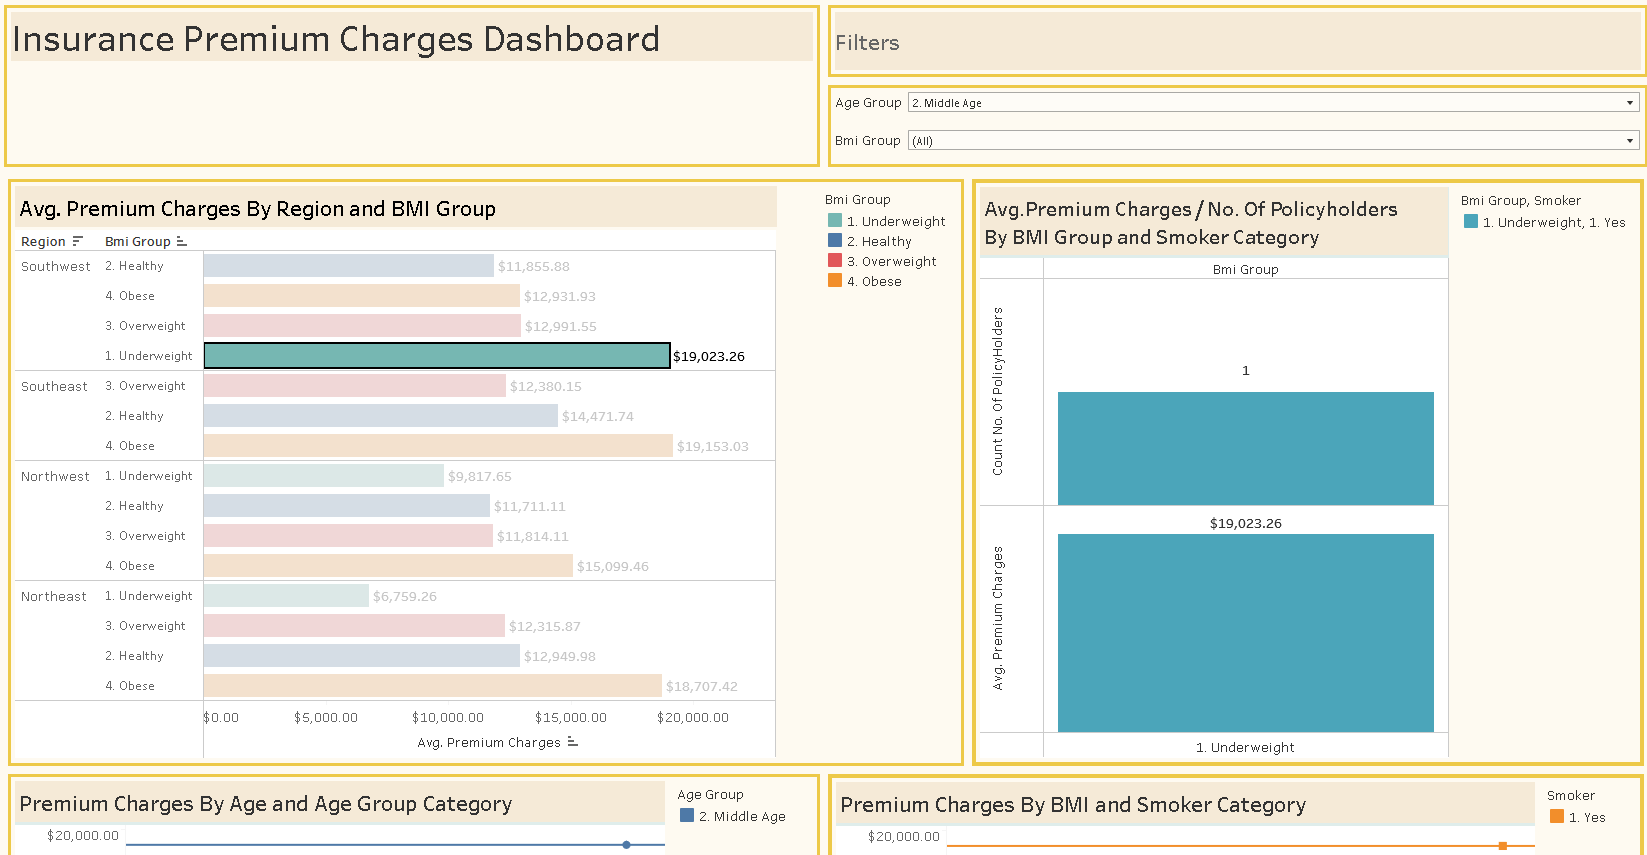 Insurance Premium Charges Dashboard
Filters
Age Group 2. Middle Age
Bmi Group (All)
Avg. Premium Charges By Region and BMI Group
Region Bmi Group
Southwest 2. Healthy $11,855.88
4. Obese $12,931.93
3. Overweight $12,991.55
1. Underweight $19,023.26
Southeast 3. Overweight $12,380.15
2. Healthy $14,471.74
4. Obese $19,153.03
Northwest 1. Underweight $9,817.65
2. Healthy $11,711.11
3. Overweight $11,814.11
4. Obese $15,099.46
Northeast 1. Underweight $6,759.26
3. Overweight $12,315.87
2. Healthy $12,949.98
4. Obese $18,707.42
$0.00 $5,000.00 $10,000.00 $15,000.00 $20,000.00
Avg. Premium Charges
Bmi Group
1. Underweight
2. Healthy
3. Overweight
4. Obese
Avg.Premium Charges / No. Of Policyholders
By BMI Group and Smoker Category
Bmi Group
Count No. Of PolicyHolders
1
Avg. Premium Charges
$19,023.26
1. Underweight
Bmi Group, Smoker
1. Underweight, 1. Yes
Premium Charges By Age and Age Group Category
$20,000.00
Age Group
2. Middle Age
Premium Charges By BMI and Smoker Category
$20,000.00
Smoker
1. Yes